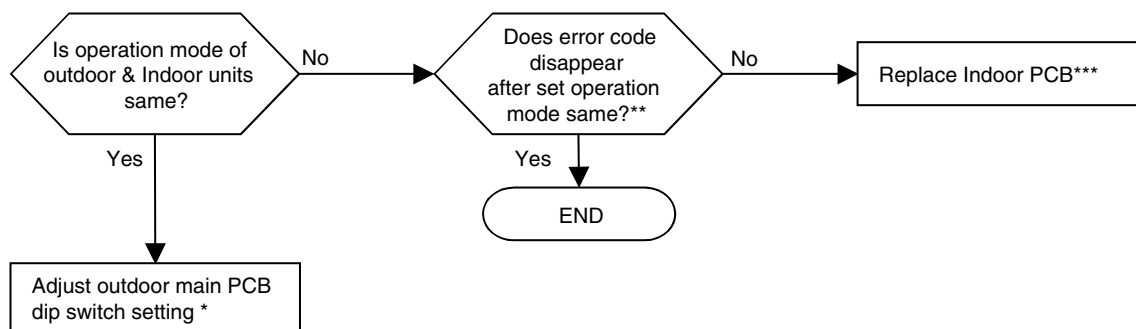 Is operation mode of
outdoor & Indoor units
same?
No
Does error code
disappear
after set operation
mode same?**
No
Replace Indoor PCB***
Yes
Yes
END
Adjust outdoor main PCB
dip switch setting *